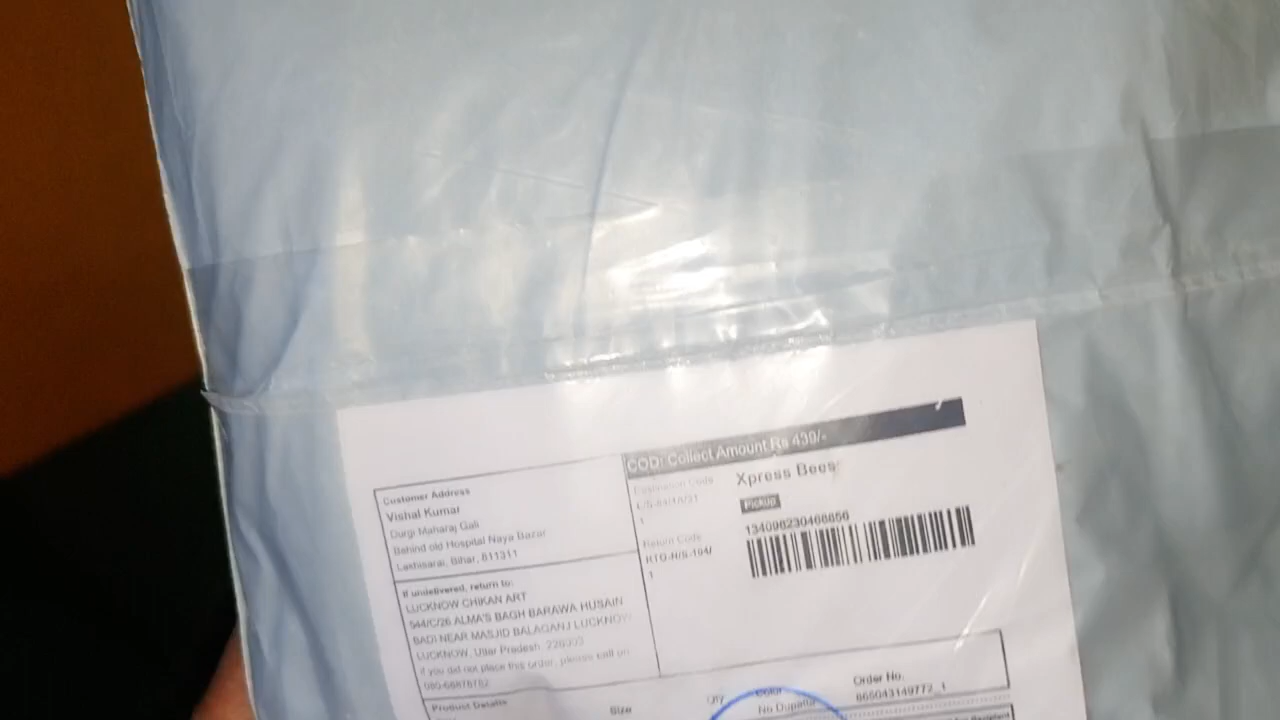 COD: Collect Amount Rs 430/-
Customer Address
Vishal Kumar
Durgi Maharaj Gali
Behind old Hospital Naya Bazar
Lakhisarai, Bihar, 811311
If undelivered, return to:
LUCKNOW CHIKAN ART
544/C/26 ALMA'S BAGH BARAWA HUSAIN
BADI NEAR MASJID BALAGANJ LUCKNOW
LUCKNOW, Uttar Pradesh
If you did not place this order, please call on
Destination Code
1
Return Code
1
Xpress Bees
Pickup
Product Details
Size
Qty
Color
No Dupatta
Order No.
865043149772_1